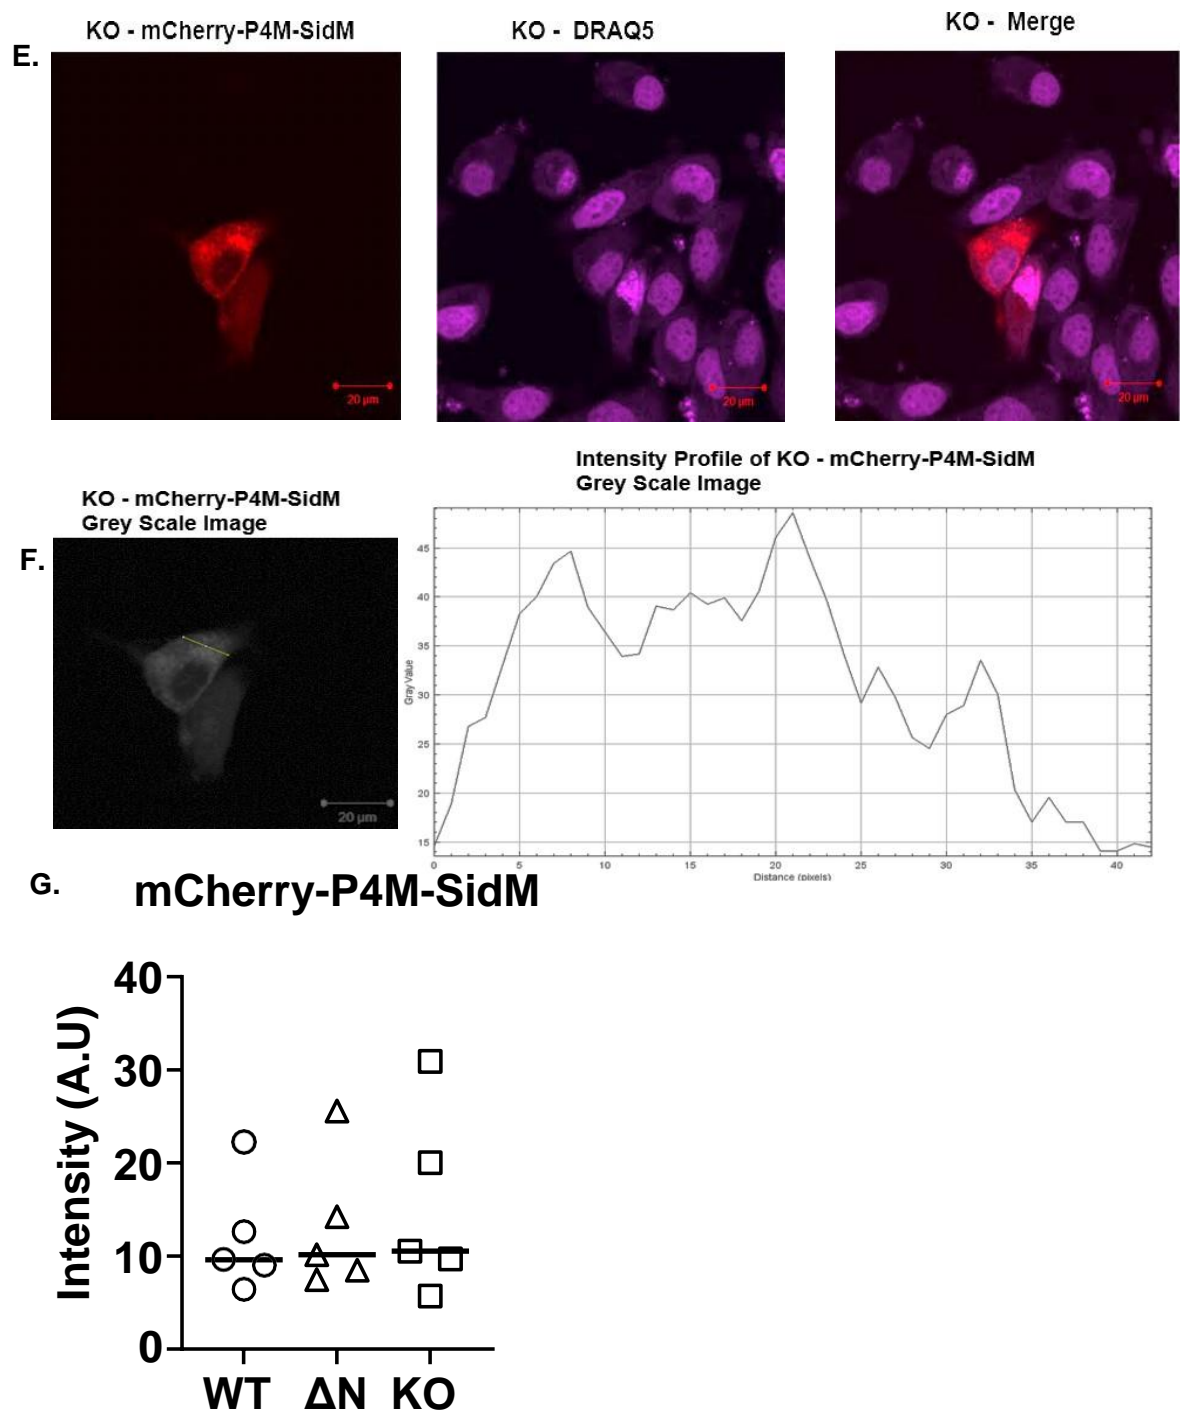 KO - mCherry-P4M-SidM
KO - DRAQ5
KO - Merge
E.
20 µm
20 µm
20 µm
Intensity Profile of KO - mCherry-P4M-SidM
Grey Scale Image
KO - mCherry-P4M-SidM
Grey Scale Image
F.
20 µm
Gray Value
45
40
35
30
25
20
15
0 5 10 15 20 25 30 35 40
Distance (pixels)
G.
mCherry-P4M-SidM
Intensity (A.U)
40
30
20
10
0
WT ΔN KO